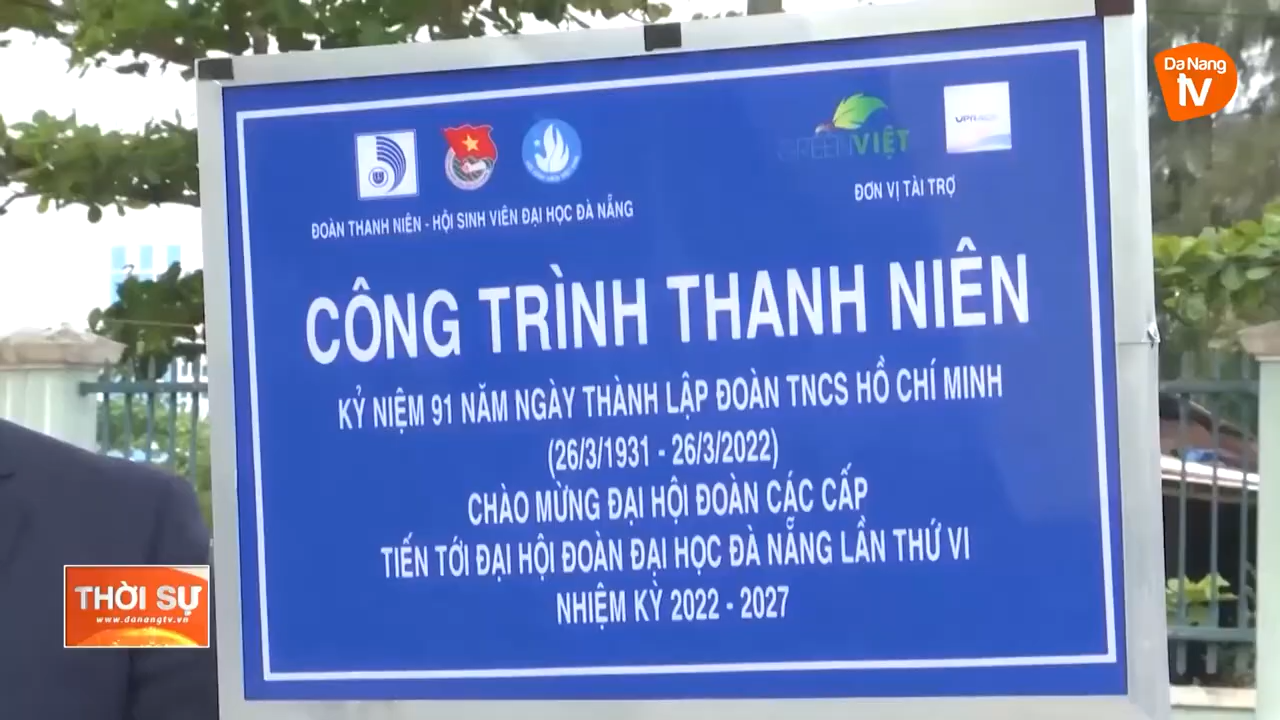 Da Nang
tv
GREENVIỆT
ĐƠN VỊ TÀI TRỢ
ĐOÀN THANH NIÊN - HỘI SINH VIÊN ĐẠI HỌC ĐÀ NẴNG
CÔNG TRÌNH THANH NIÊN
KỶ NIỆM 91 NĂM NGÀY THÀNH LẬP ĐOÀN TNCS HỒ CHÍ MINH
(26/3/1931 - 26/3/2022)
CHÀO MỪNG ĐẠI HỘI ĐOÀN CÁC CẤP
TIẾN TỚI ĐẠI HỘI ĐOÀN ĐẠI HỌC ĐÀ NẴNG LẦN THỨ VI
NHIỆM KỲ 2022 - 2027
THỜI SỰ
www.danangtv.vn